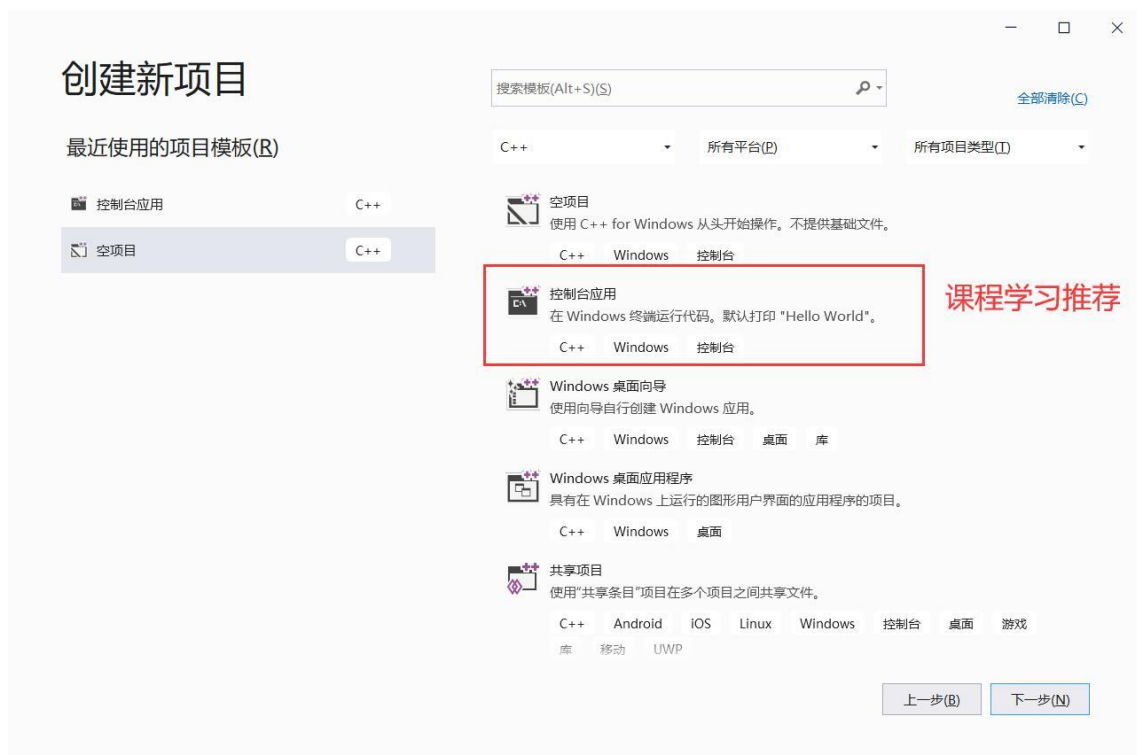 创建新项目
搜索模板(Alt+S)(S)
全部清除(C)
最近使用的项目模板(R)
C++
所有平台(P)
所有项目类型(T)
控制台应用
C++
空项目
C++
空项目
使用 C++ for Windows 从头开始操作。不提供基础文件。
C++ Windows 控制台
控制台应用
在 Windows 终端运行代码。默认打印 "Hello World"。
C++ Windows 控制台
课程学习推荐
Windows 桌面向导
使用向导自行创建 Windows 应用。
C++ Windows 控制台 桌面 库
Windows 桌面应用程序
具有在 Windows 上运行的图形用户界面的应用程序的项目。
C++ Windows 桌面
共享项目
使用“共享条目”项目在多个项目之间共享文件。
C++ Android iOS Linux Windows 控制台 桌面 游戏
库 移动 UWP
上一步(B)
下一步(N)